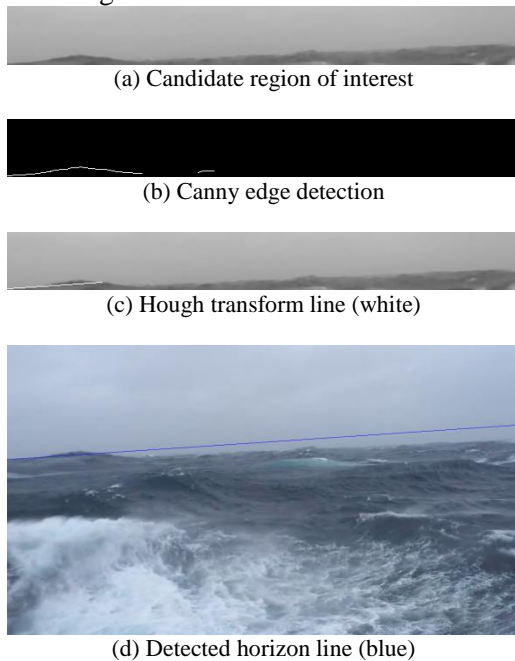 (a) Candidate region of interest
(b) Canny edge detection
(c) Hough transform line (white)
(d) Detected horizon line (blue)